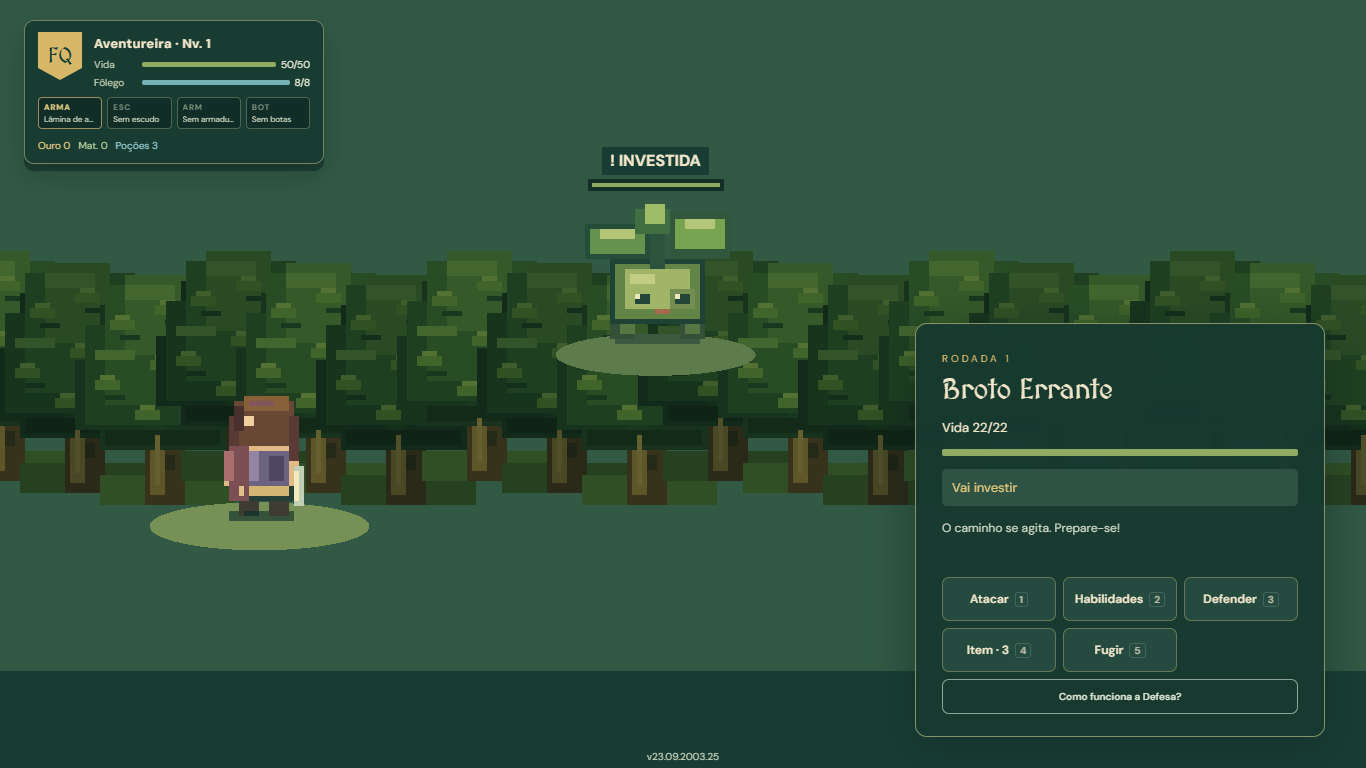 FQ
Aventureira · Nv. 1
Vida 50/50
Fôlego 8/8
ARMA
Lâmina de a...
ESC
Sem escudo
ARM
Sem armadu...
BOT
Sem botas
Ouro 0 Mat. 0 Poções 3
! INVESTIDA
RODADA 1
Broto Errante
Vida 22/22
Vai investir
O caminho se agita. Prepare-se!
Atacar 1
Habilidades 2
Defender 3
Item · 3 4
Fugir 5
Como funciona a Defesa?
v23.09.2003.25